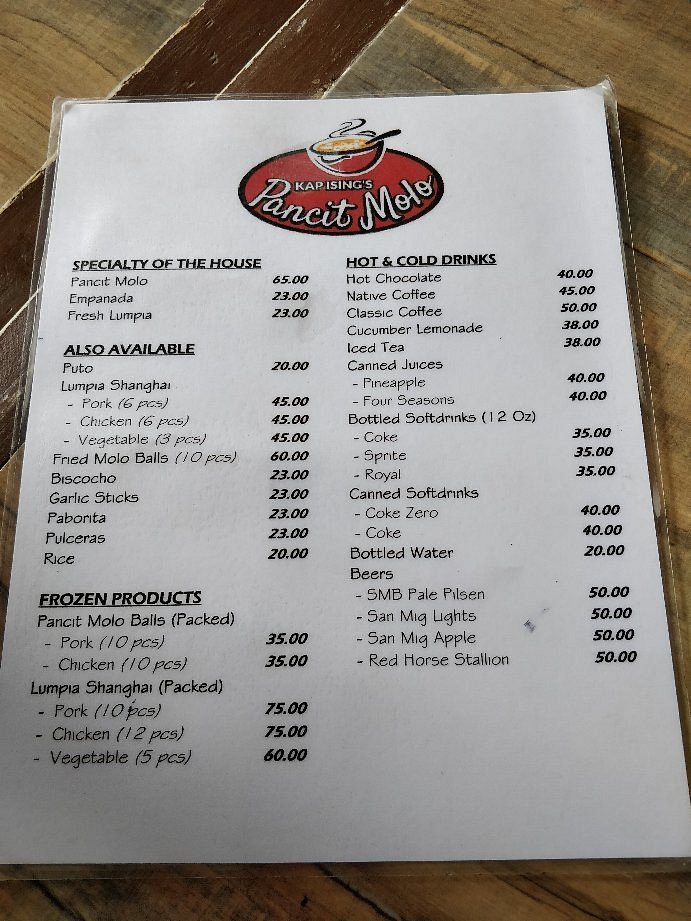 KAP ISING'S
Pancit Molo
SPECIALTY OF THE HOUSE
Pancit Molo 65.00
Empanada 23.00
Fresh Lumpia 23.00
ALSO AVAILABLE
Puto 20.00
Lumpia Shanghai
- Pork (6 pcs) 45.00
- Chicken (6 pcs) 45.00
- Vegetable (3 pcs) 45.00
Fried Molo Balls (10 pcs) 60.00
Biscocho 23.00
Garlic Sticks 23.00
Paborita 23.00
Pulceras 23.00
Rice 20.00
FROZEN PRODUCTS
Pancit Molo Balls (Packed)
- Pork (10 pcs) 35.00
- Chicken (10 pcs) 35.00
Lumpia Shanghai (Packed)
- Pork (10 pcs) 75.00
- Chicken (12 pcs) 75.00
- Vegetable (5 pcs) 60.00
HOT & COLD DRINKS
Hot Chocolate 40.00
Native Coffee 45.00
Classic Coffee 50.00
Cucumber Lemonade 38.00
Iced Tea 38.00
Canned Juices
- Pineapple 40.00
- Four Seasons 40.00
Bottled Softdrinks (12 Oz)
- Coke 35.00
- Sprite 35.00
- Royal 35.00
Canned Softdrinks
- Coke Zero 40.00
- Coke 40.00
Bottled Water 20.00
Beers
- SMB Pale Pilsen 50.00
- San Mig Lights 50.00
- San Mig Apple 50.00
- Red Horse Stallion 50.00